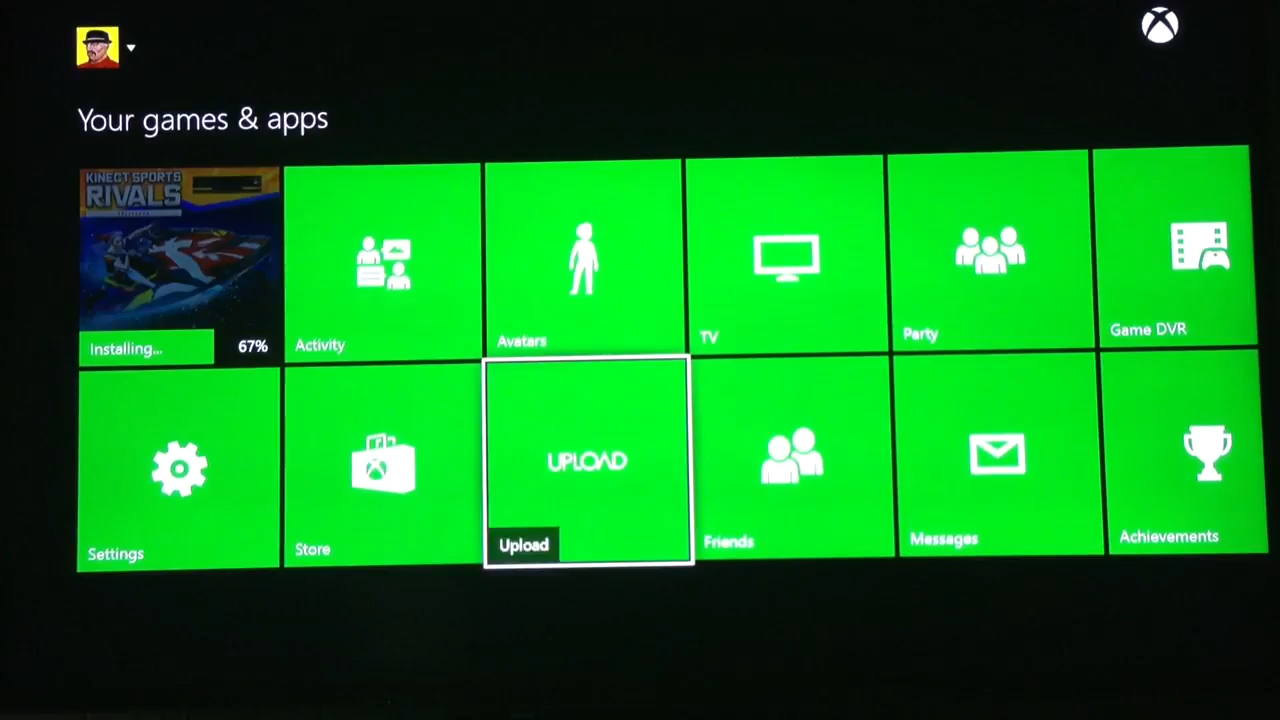 Your games & apps
KINECT SPORTS
RIVALS
Installing...
67%
Activity
Avatars
TV
Party
Game DVR
Settings
Store
UPLOAD
Upload
Friends
Messages
Achievements